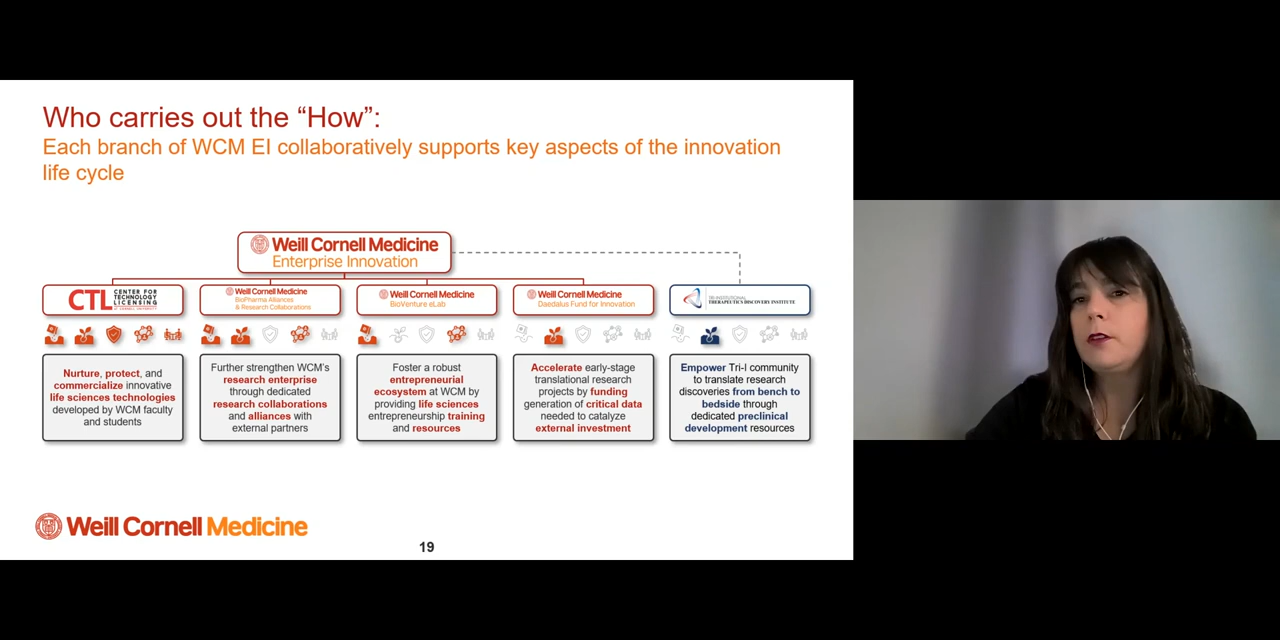 Who carries out the “How”:
Each branch of WCM EI collaboratively supports key aspects of the innovation
life cycle
Weill Cornell Medicine
Enterprise Innovation
CTL
CENTER FOR
TECHNOLOGY
LICENSING
AT CORNELL UNIVERSITY
Weill Cornell Medicine
BioPharma Alliances
& Research Collaborations
Weill Cornell Medicine
BioVenture eLab
Weill Cornell Medicine
Daedalus Fund for Innovation
TRI-INSTITUTIONAL
THERAPEUTICS DISCOVERY INSTITUTE
Nurture, protect, and
commercialize innovative
life sciences technologies
developed by WCM faculty
and students
Further strengthen WCM’s
research enterprise
through dedicated
research collaborations
and alliances with
external partners
Foster a robust
entrepreneurial
ecosystem at WCM by
providing life sciences
entrepreneurship training
and resources
Accelerate early-stage
translational research
projects by funding
generation of critical data
needed to catalyze
external investment
Empower Tri-I community
to translate research
discoveries from bench to
bedside through
dedicated preclinical
development resources
Weill Cornell Medicine
19